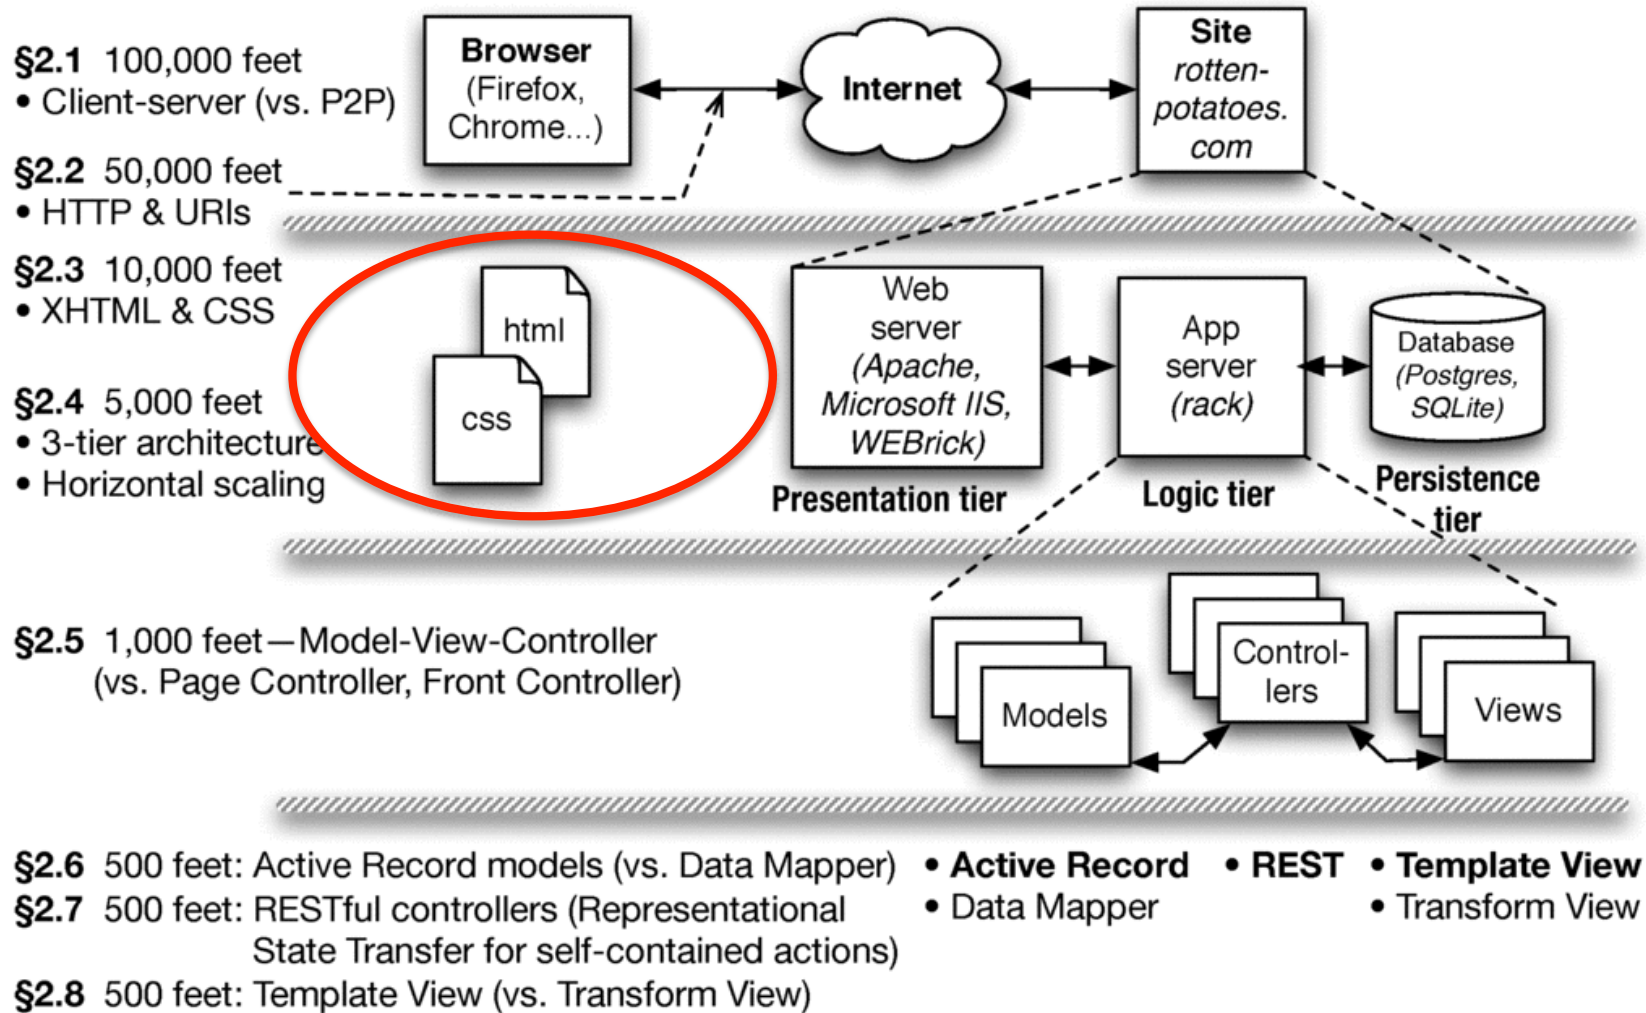 §2.1 100,000 feet
• Client-server (vs. P2P)
§2.2 50,000 feet
• HTTP & URIs
§2.3 10,000 feet
• XHTML & CSS
§2.4 5,000 feet
• 3-tier architecture
• Horizontal scaling
Browser
(Firefox,
Chrome...)
Internet
Site
rotten-
potatoes.
com
html
css
Web
server
(Apache,
Microsoft IIS,
WEBrick)
Presentation tier
App
server
(rack)
Logic tier
Database
(Postgres,
SQLite)
Persistence
tier
§2.5 1,000 feet—Model-View-Controller
(vs. Page Controller, Front Controller)
Models
Control-
lers
Views
§2.6 500 feet: Active Record models (vs. Data Mapper)
§2.7 500 feet: RESTful controllers (Representational
State Transfer for self-contained actions)
§2.8 500 feet: Template View (vs. Transform View)
• Active Record
• Data Mapper
• REST
• Template View
• Transform View